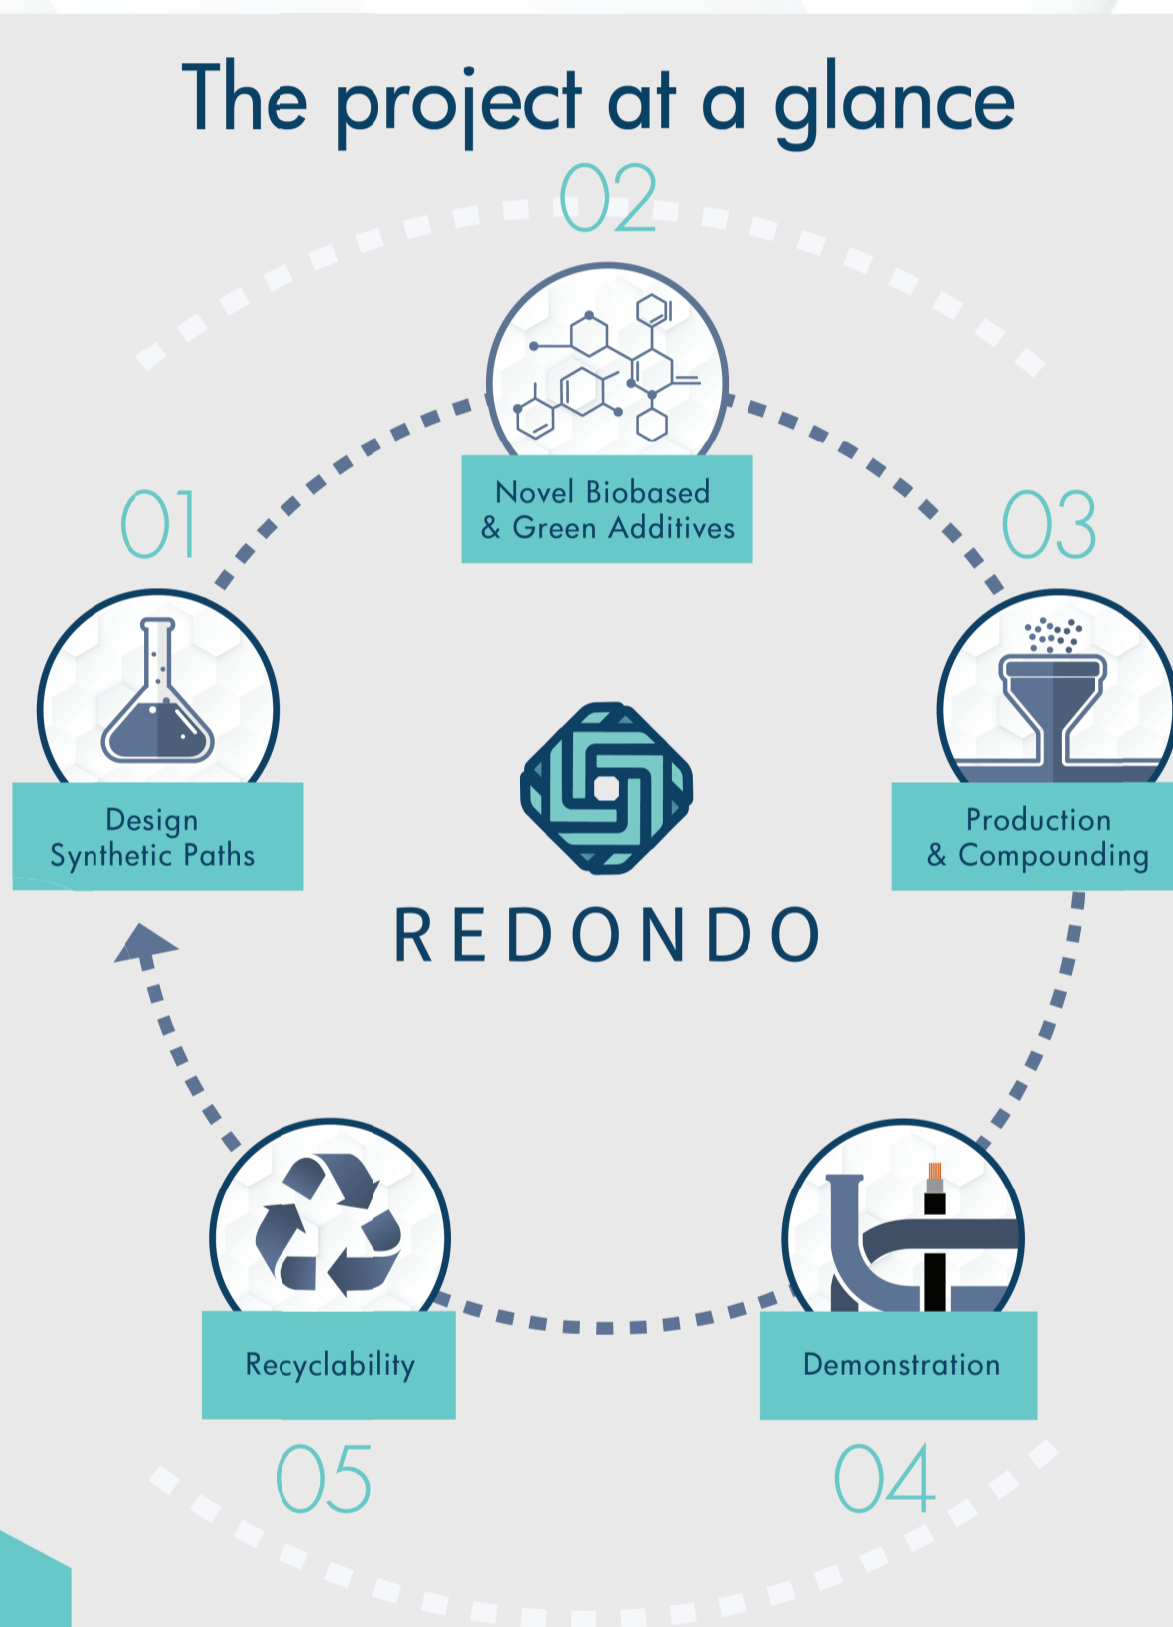 The project at a glance
02
Novel Biobased
& Green Additives
01
03
Design
Synthetic Paths
Production
& Compounding
REDONDO
Recyclability
Demonstration
05
04